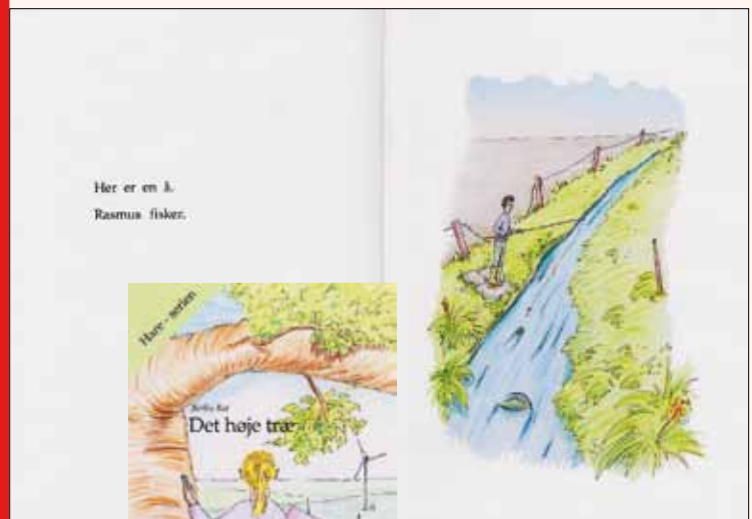 Her er en å.
Rasmus fisker.
Hare - serien
Det høje træ